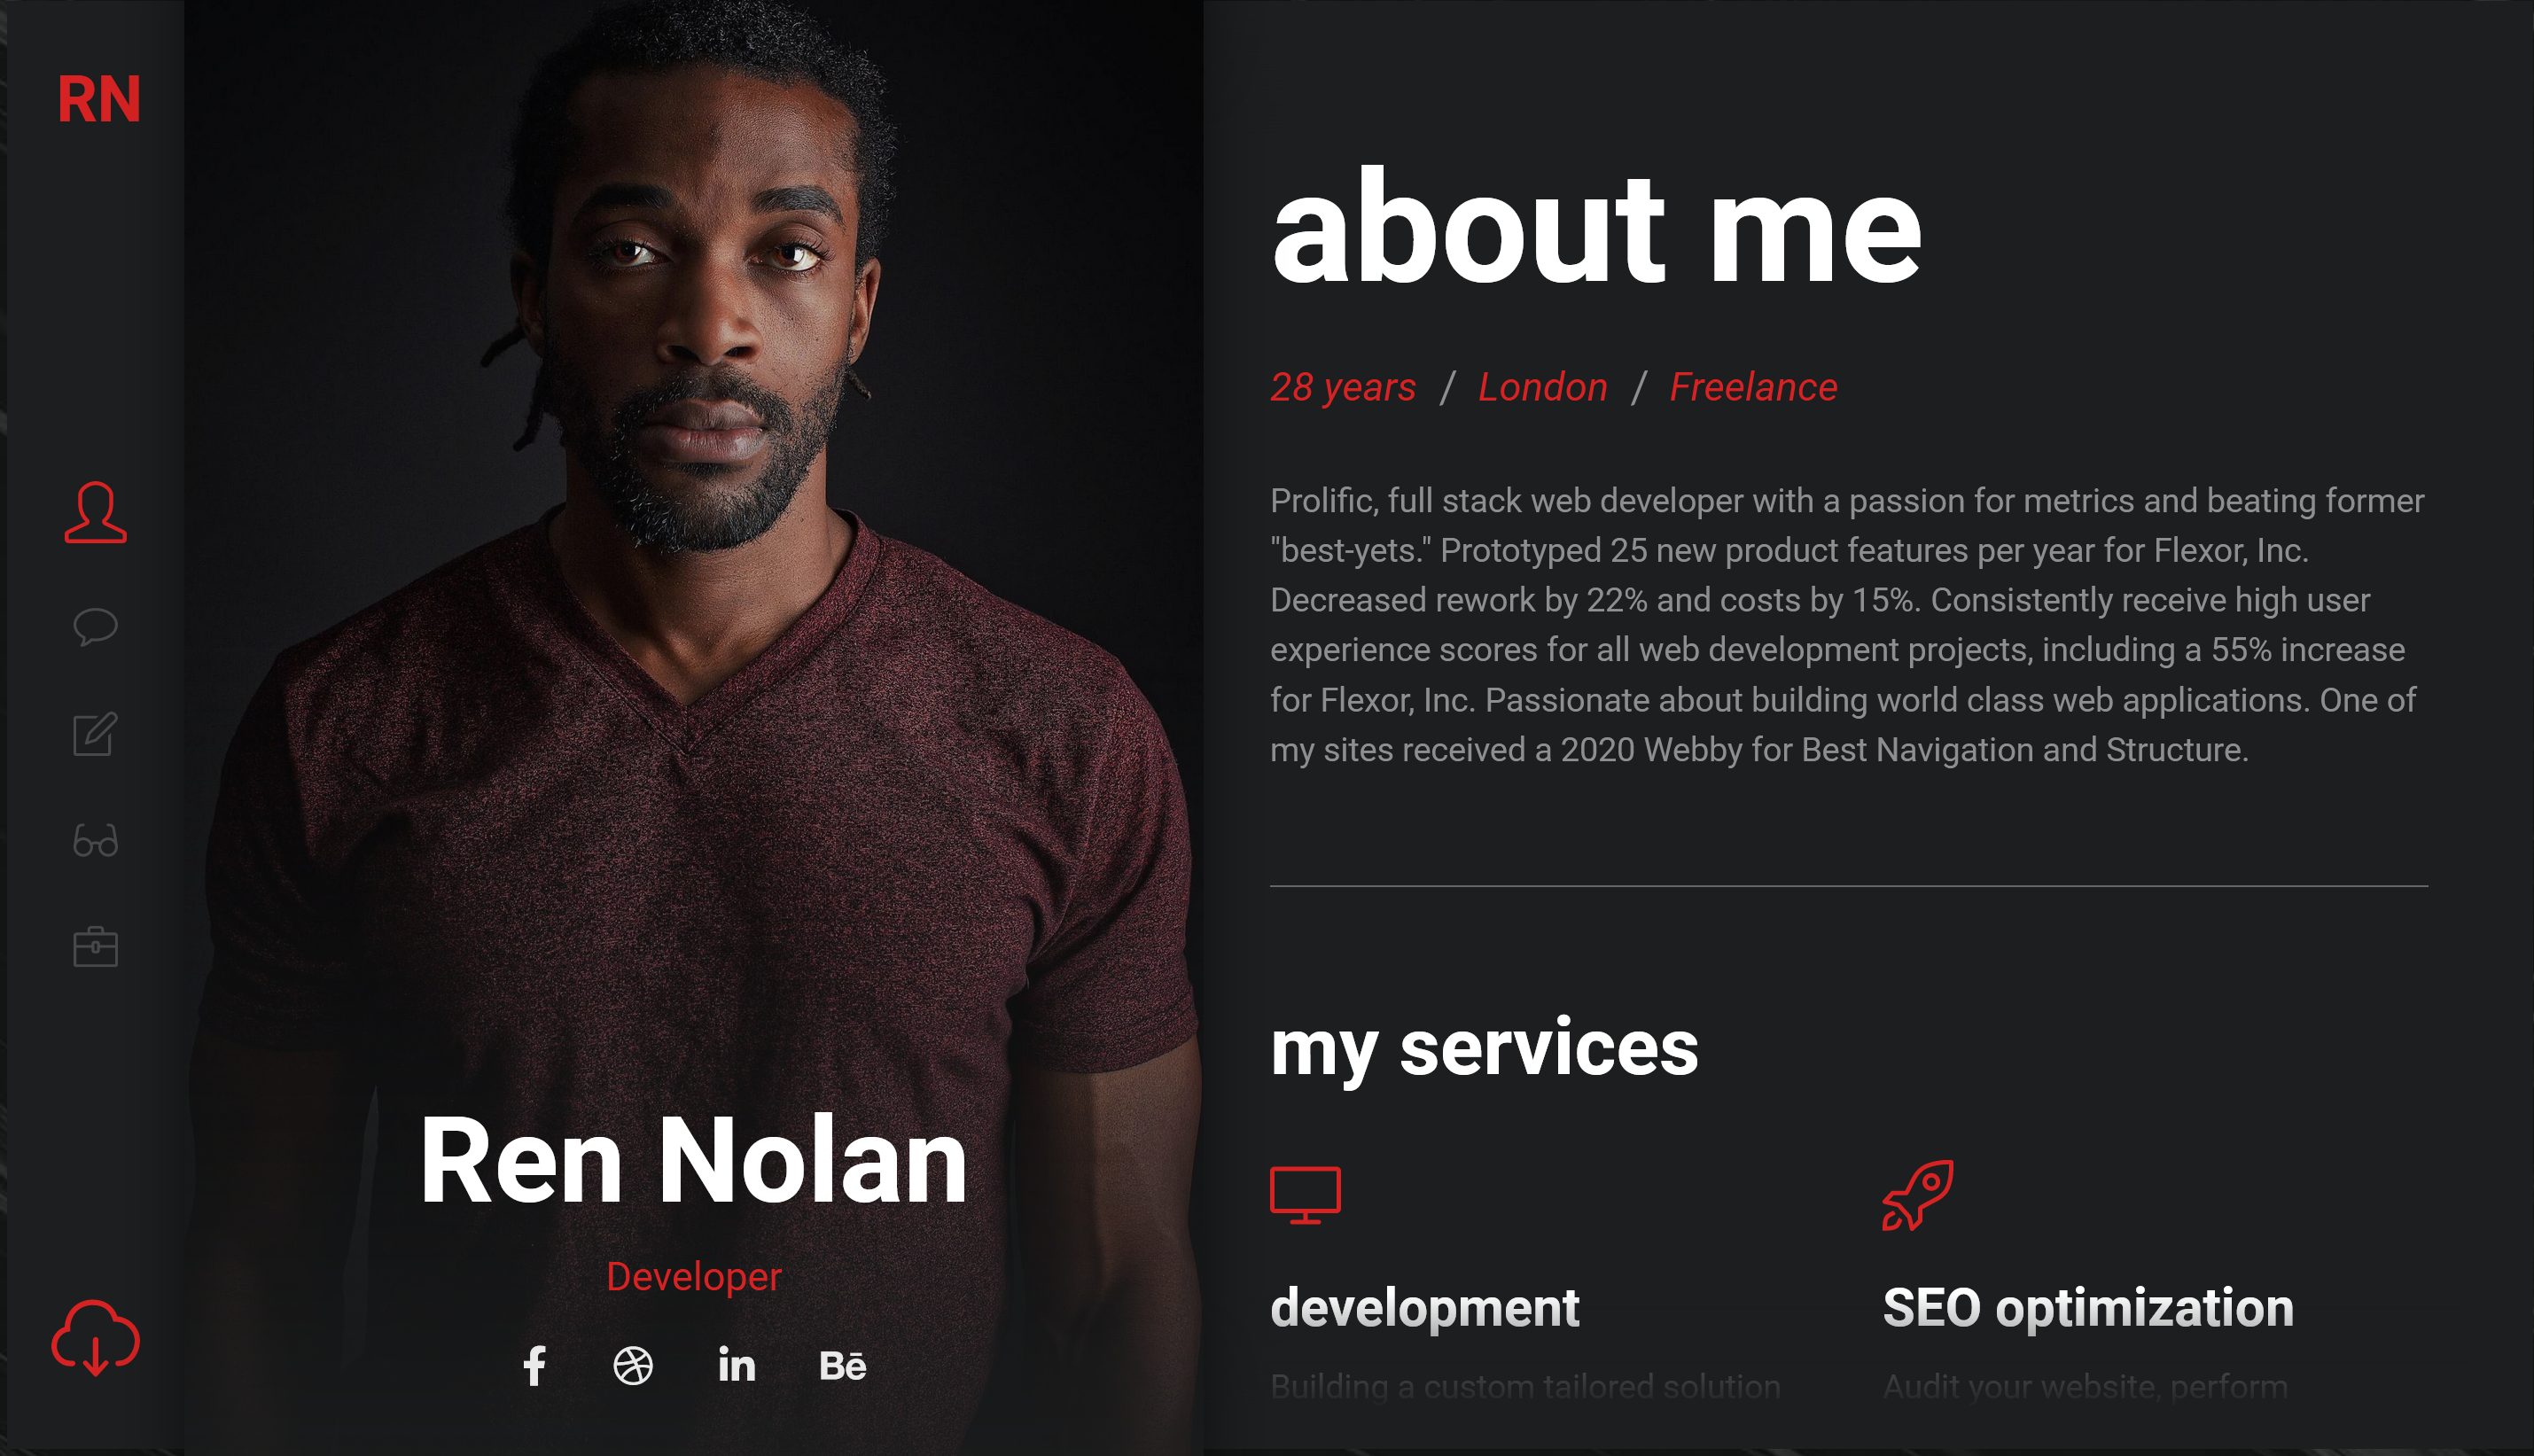 RN
Ren Nolan
Developer
f
in
Bē
about me
28 years / London / Freelance
Prolific, full stack web developer with a passion for metrics and beating former
"best-yets." Prototyped 25 new product features per year for Flexor, Inc.
Decreased rework by 22% and costs by 15%. Consistently receive high user
experience scores for all web development projects, including a 55% increase
for Flexor, Inc. Passionate about building world class web applications. One of
my sites received a 2020 Webby for Best Navigation and Structure.
my services
development
SEO optimization
Building a custom tailored solution
Audit your website, perform